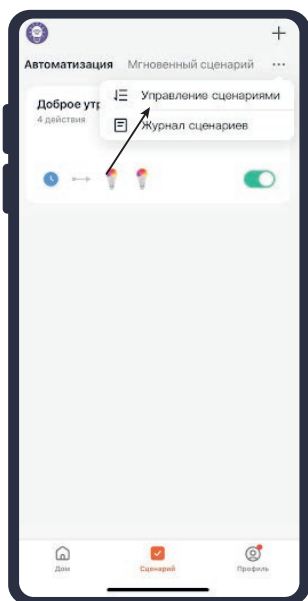 Автоматизация Мгновенный сценарий ...
Управление сценариями
Доброе утр
4 действия
Журнал сценариев
Дом Сценарий Профиль